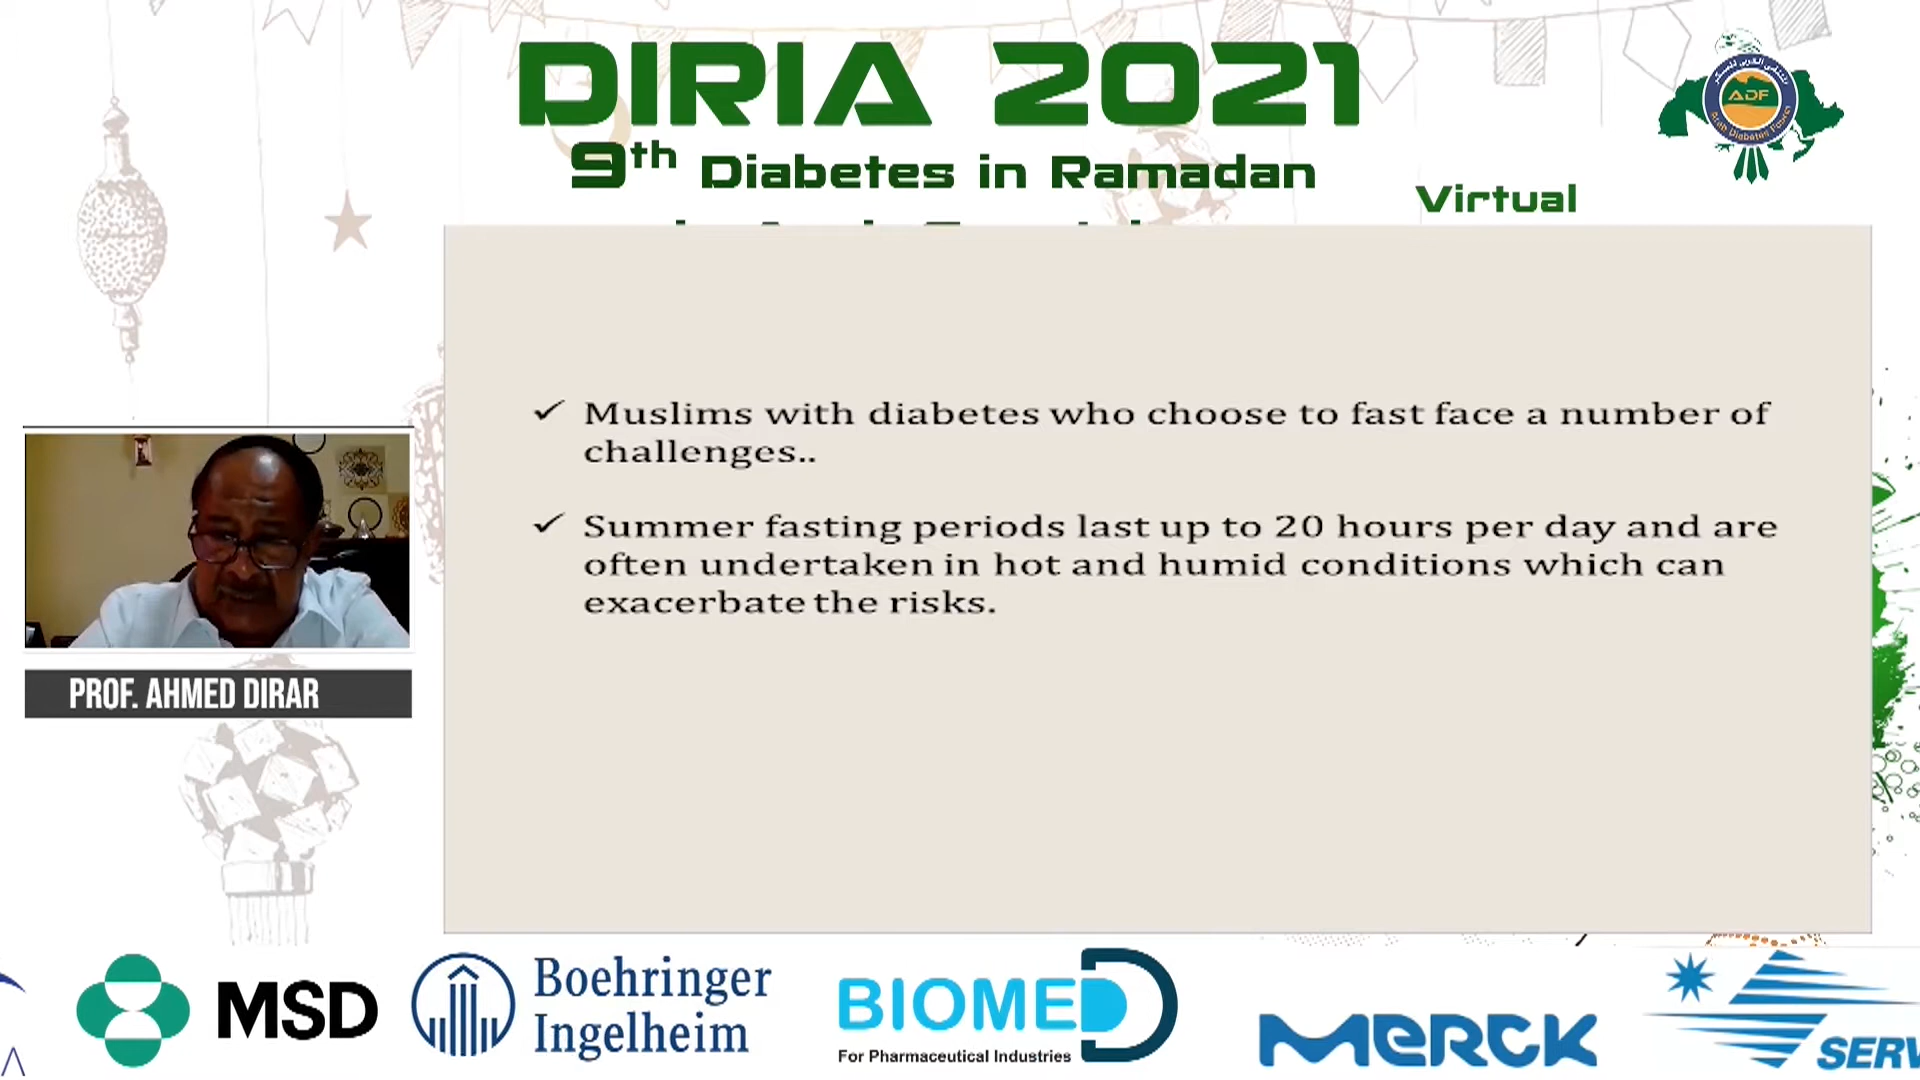 DIRIA 2021
9th Diabetes in Ramadan
Virtual
ADF
✓ Muslims with diabetes who choose to fast face a number of
challenges..
✓ Summer fasting periods last up to 20 hours per day and are
often undertaken in hot and humid conditions which can
exacerbate the risks.
PROF. AHMED DIRAR
MSD
Boehringer
Ingelheim
BIOMED
For Pharmaceutical Industries
MERCK
SERV